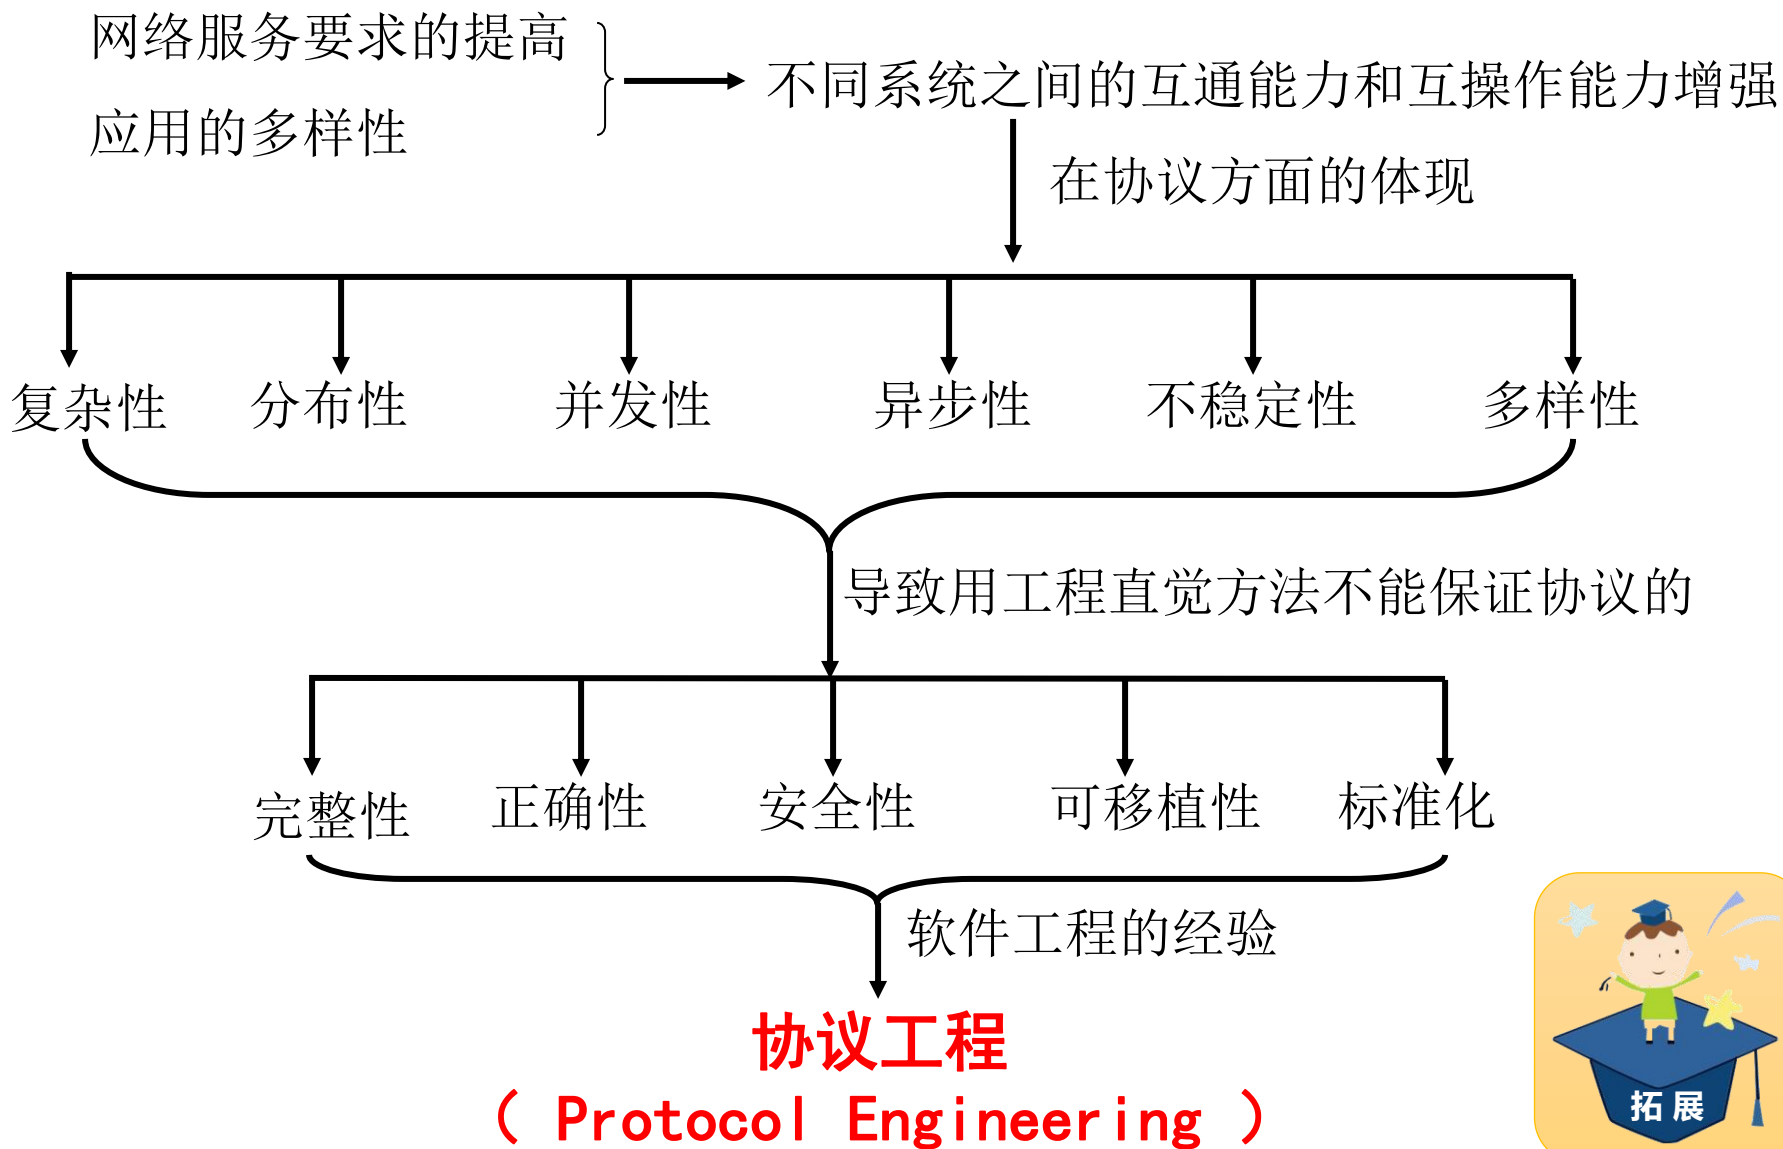 网络服务要求的提高
应用的多样性
不同系统之间的互通能力和互操作能力增强
在协议方面的体现
复杂性 分布性 并发性 异步性 不稳定性 多样性
导致用工程直觉方法不能保证协议的
完整性 正确性 安全性 可移植性 标准化
软件工程的经验
协议工程
（ Protocol Engineering ）
拓展